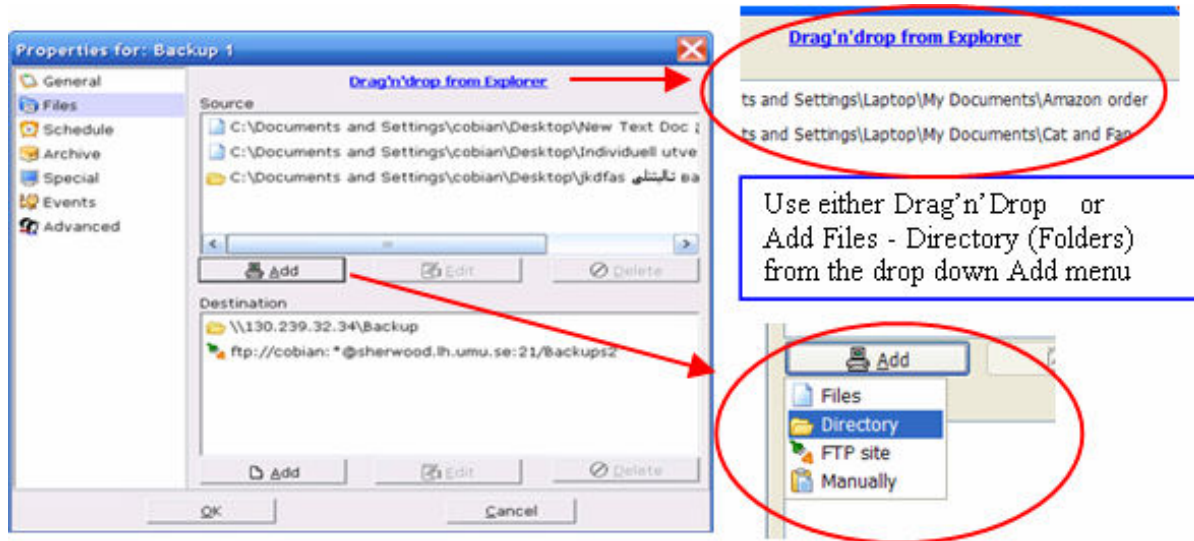 Properties for: Backup 1
General
Files
Schedule
Archive
Special
Events
Advanced
Drag'n'drop from Explorer
Source
C:\Documents and Settings\cobian\Desktop\New Text Doc
C:\Documents and Settings\cobian\Desktop\Individuell utve
C:\Documents and Settings\cobian\Desktop\jkdfas
Add
Edit
Delete
Destination
\\130.239.32.34\Backup
ftp://cobian:*@sherwood.lh.umu.se:21/Backups2
Add
Edit
Delete
OK
Cancel
Drag'n'drop from Explorer
ts and Settings\Laptop\My Documents\Amazon order
ts and Settings\Laptop\My Documents\Cat and Fan
Use either Drag'n'Drop or
Add Files - Directory (Folders)
from the drop down Add menu
Add
Files
Directory
FTP site
Manually